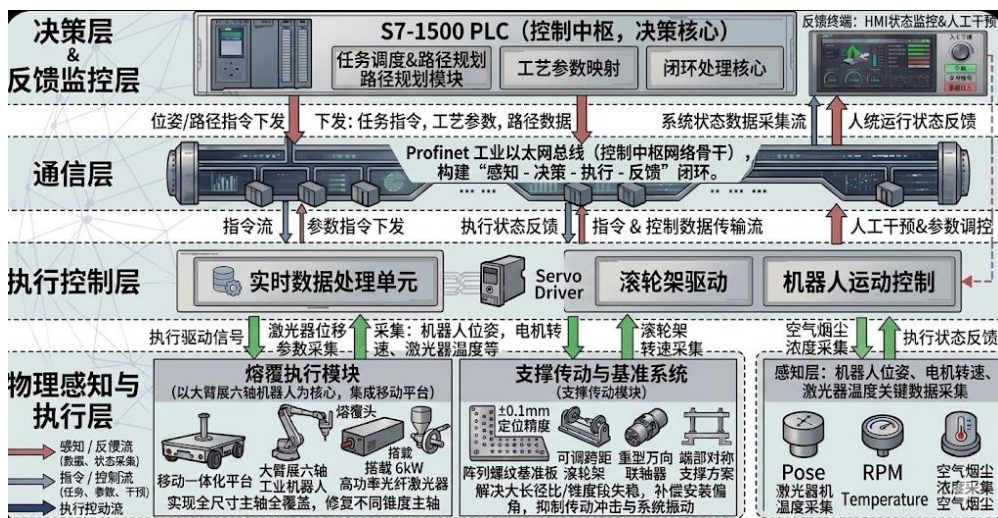 决策层
&
反馈监控层
S7-1500 PLC（控制中枢，决策核心）
任务调度&路径规划
路径规划模块
工艺参数映射
闭环处理核心
反馈终端：HMI状态监控&人工干预
位姿/路径指令下发
下发：任务指令，工艺参数，路径数据
系统状态数据采集流
人统运行状态反馈
通信层
Profinet 工业以太网总线（控制中枢网络骨干），
构建“感知 - 决策 - 执行 - 反馈”闭环。
指令流
参数指令下发
执行状态反馈
指令 & 控制数据传输流
人工干预&参数调控
执行控制层
实时数据处理单元
Servo
Driver
滚轮架驱动
机器人运动控制
执行驱动信号
激光器位移
参数采集
采集：机器人位姿，电机转
速、激光器温度等
滚轮架
转速采集
空气烟尘
浓度采集
执行状态反馈
物理感知与
执行层
感知 / 反馈流
(数据、状态采集)
指令 / 控制流
(任务、参数、干预)
执行控动流
熔覆执行模块
（以大臂展六轴机器人为核心，集成移动平台）
熔覆头
搭载
移动一体化平台
大臂展六轴
工业机器人
搭载 6kW
高功率光纤激光器
实现全尺寸主轴全覆盖，修复不同锥度主轴
支撑传动与基准系统
（支撑传动模块）
±0.1mm
定位精度
阵列螺纹基准板
可调跨距
滚轮架
重型万向
联轴器
端部对称
支撑方案
解决大长径比/锥度段失稳，补偿安装偏
角，抑制传动冲击与系统振动
感知层：机器人位姿、电机转速、
激光器温度关键数据采集
Pose
激光器机
温度采集
RPM
Temperature
空气烟尘
浓度采集
空气烟尘